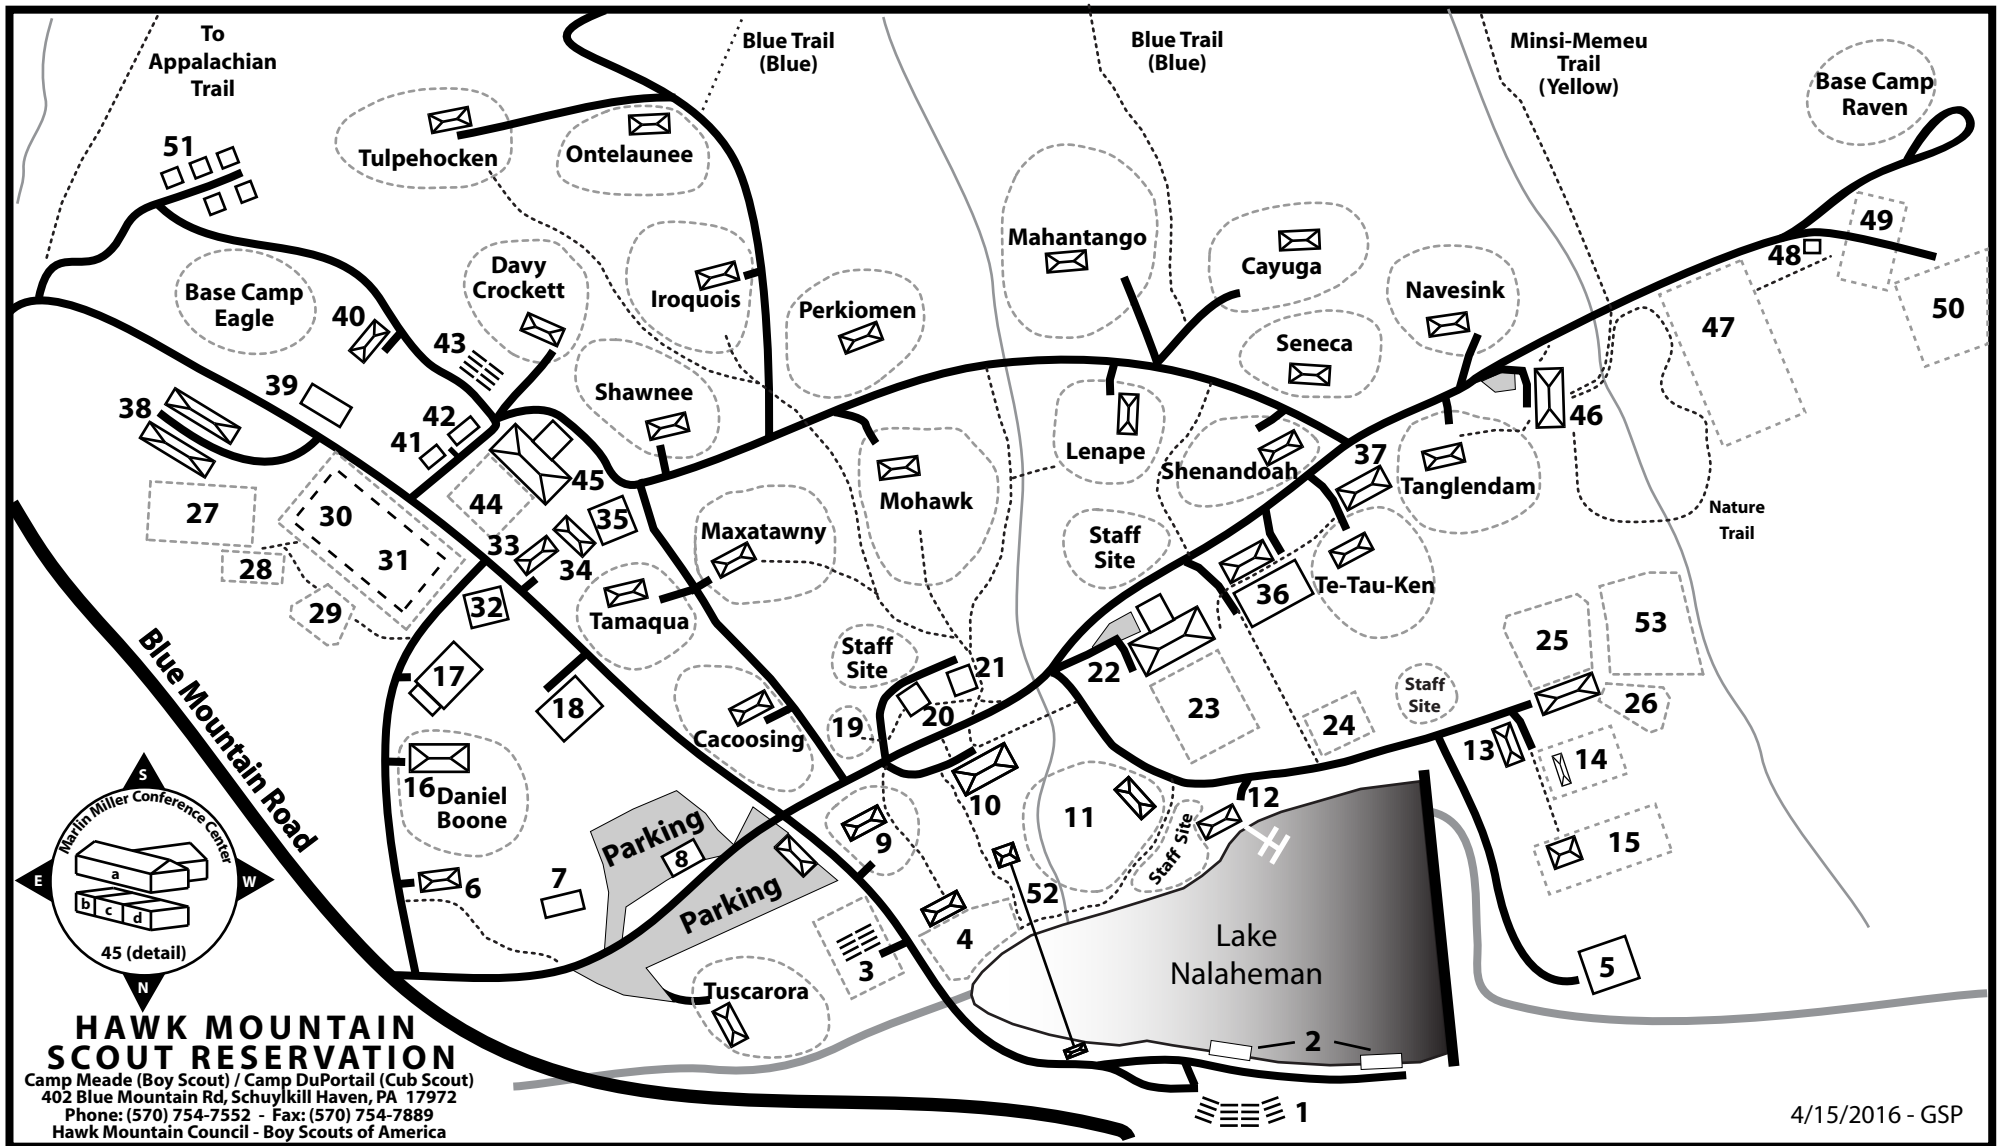 To
Appalachian
Trail
Blue Trail
(Blue)
Blue Trail
(Blue)
Minsi-Memeu
Trail
(Yellow)
Base Camp
Raven
51
Tulpehocken
Ontelaunee
Mahantango
Cayuga
Navesink
49
48
50
47
Base Camp
Eagle
40
43
Davy
Crockett
Iroquois
Perkiomen
Seneca
Shawnee
38
39
42
41
45
44
Lenape
Shenandoah
37
Tanglendam
46
Nature
Trail
Mohawk
Maxatawny
27
30
31
28
29
33
34
35
32
Tamaqua
Staff
Site
36
Te-Tau-Ken
25
53
26
Blue Mountain Road
17
18
Staff
Site
21
20
19
22
23
24
Staff
Site
13
14
15
Cacoosing
16
Daniel
Boone
10
11
12
Staff Site
Parking
8
Parking
9
6
7
52
4
3
5
Tuscarora
Lake
Nalaheman
2
1
S
E
W
N
Marlin Miller Conference Center
a
b
c
d
45 (detail)
HAWK MOUNTAIN
SCOUT RESERVATION
Camp Meade (Boy Scout) / Camp DuPortail (Cub Scout)
402 Blue Mountain Rd, Schuylkill Haven, PA 17972
Phone: (570) 754-7552 - Fax: (570) 754-7889
Hawk Mountain Council - Boy Scouts of America
4/15/2016 - GSP